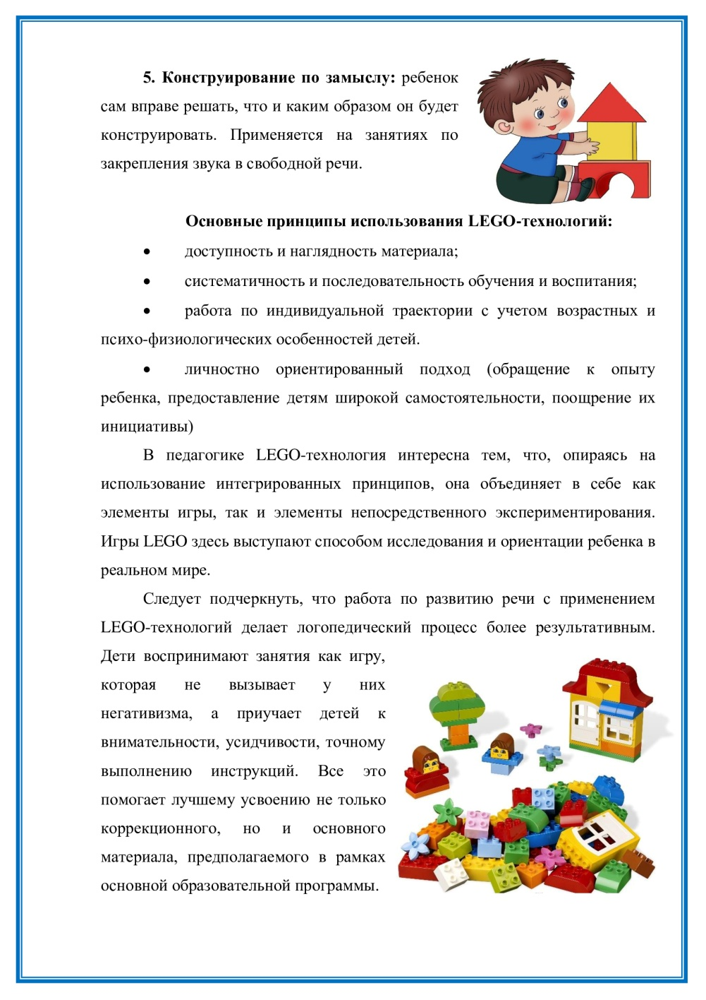 5. Конструирование по замыслу: ребенок
сам вправе решать, что и каким образом он будет
конструировать. Применяется на занятиях по
закрепления звука в свободной речи.
Основные принципы использования LEGO-технологий:
• доступность и наглядность материала;
• систематичность и последовательность обучения и воспитания;
• работа по индивидуальной траектории с учетом возрастных и
психо-физиологических особенностей детей.
• личностно ориентированный подход (обращение к опыту
ребенка, предоставление детям широкой самостоятельности, поощрение их
инициативы)
В педагогике LEGO-технология интересна тем, что, опираясь на
использование интегрированных принципов, она объединяет в себе как
элементы игры, так и элементы непосредственного экспериментирования.
Игры LEGO здесь выступают способом исследования и ориентации ребенка в
реальном мире.
Следует подчеркнуть, что работа по развитию речи с применением
LEGO-технологий делает логопедический процесс более результативным.
Дети воспринимают занятия как игру,
которая не вызывает у них
негативизма, а приучает детей к
внимательности, усидчивости, точному
выполнению инструкций. Все это
помогает лучшему усвоению не только
коррекционного, но и основного
материала, предполагаемого в рамках
основной образовательной программы.